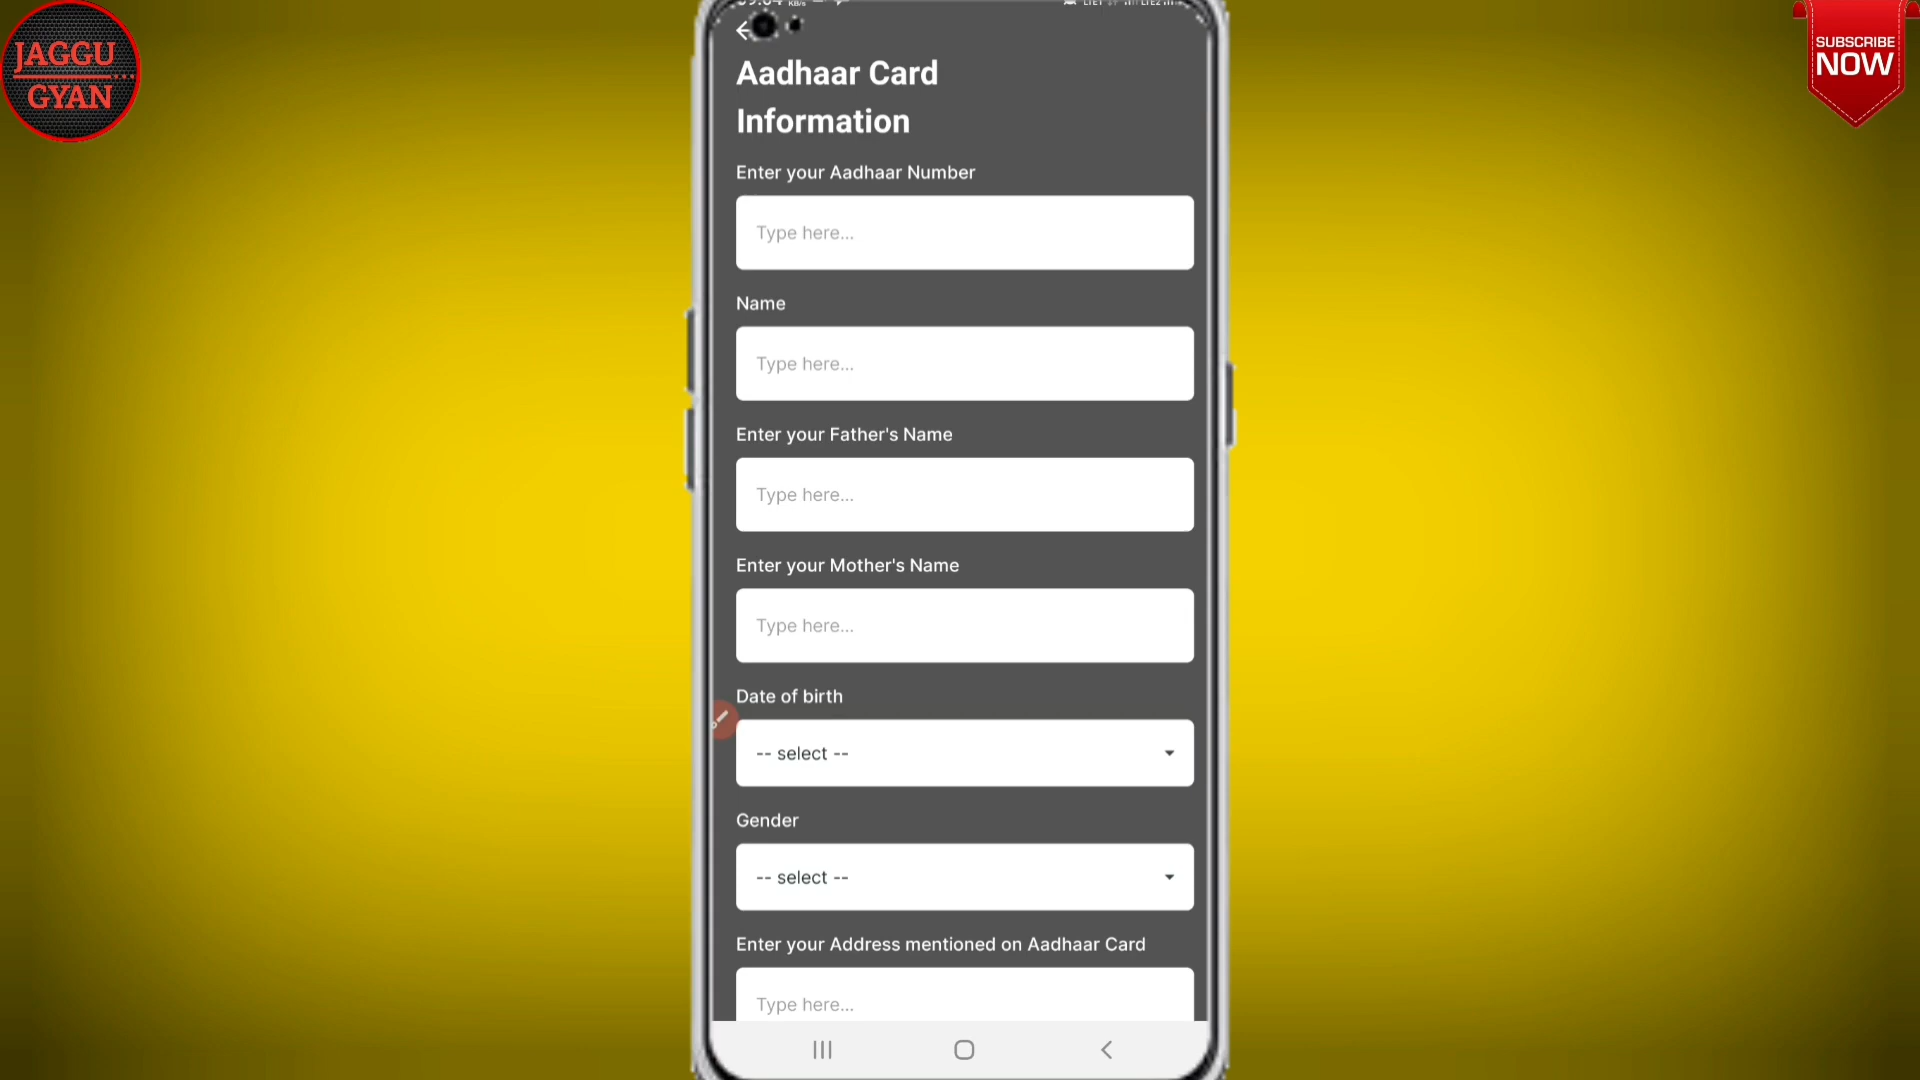 JAGGU
GYAN
SUBSCRIBE
NOW
Aadhaar Card
Information
Enter your Aadhaar Number
Type here...
Name
Type here...
Enter your Father's Name
Type here...
Enter your Mother's Name
Type here...
Date of birth
-- select --
Gender
-- select --
Enter your Address mentioned on Aadhaar Card
Type here...